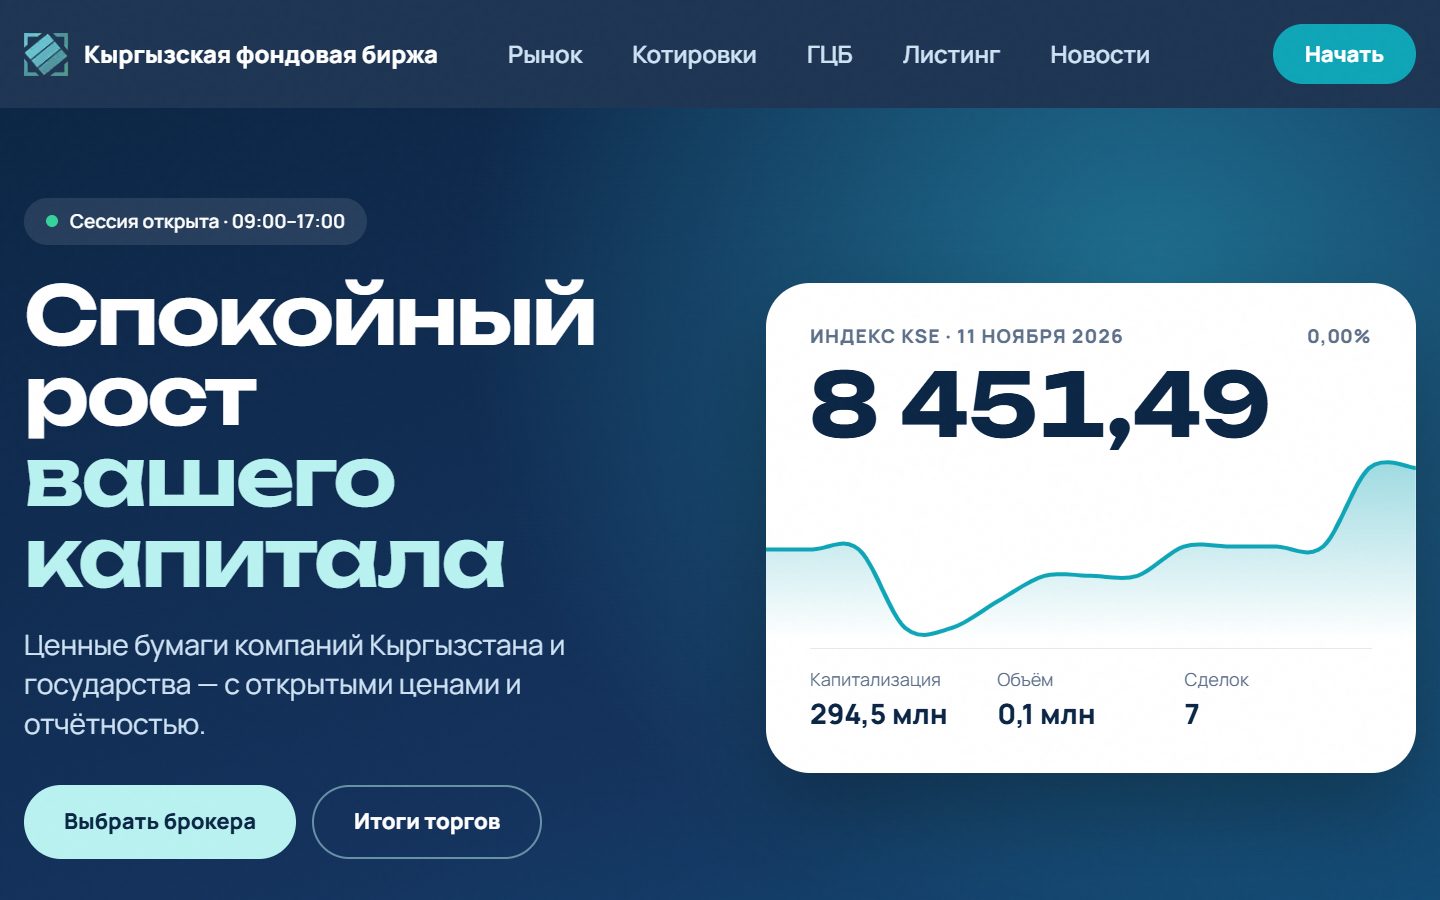 Кыргызская фондовая биржа
Рынок
Котировки
ГЦБ
Листинг
Новости
Начать
Сессия открыта · 09:00–17:00
Спокойный
рост
вашего
капитала
Ценные бумаги компаний Кыргызстана и
государства — с открытыми ценами и
отчётностью.
Выбрать брокера
Итоги торгов
ИНДЕКС KSE · 11 НОЯБРЯ 2026
0,00%
8 451,49
Капитализация
294,5 млн
Объём
0,1 млн
Сделок
7